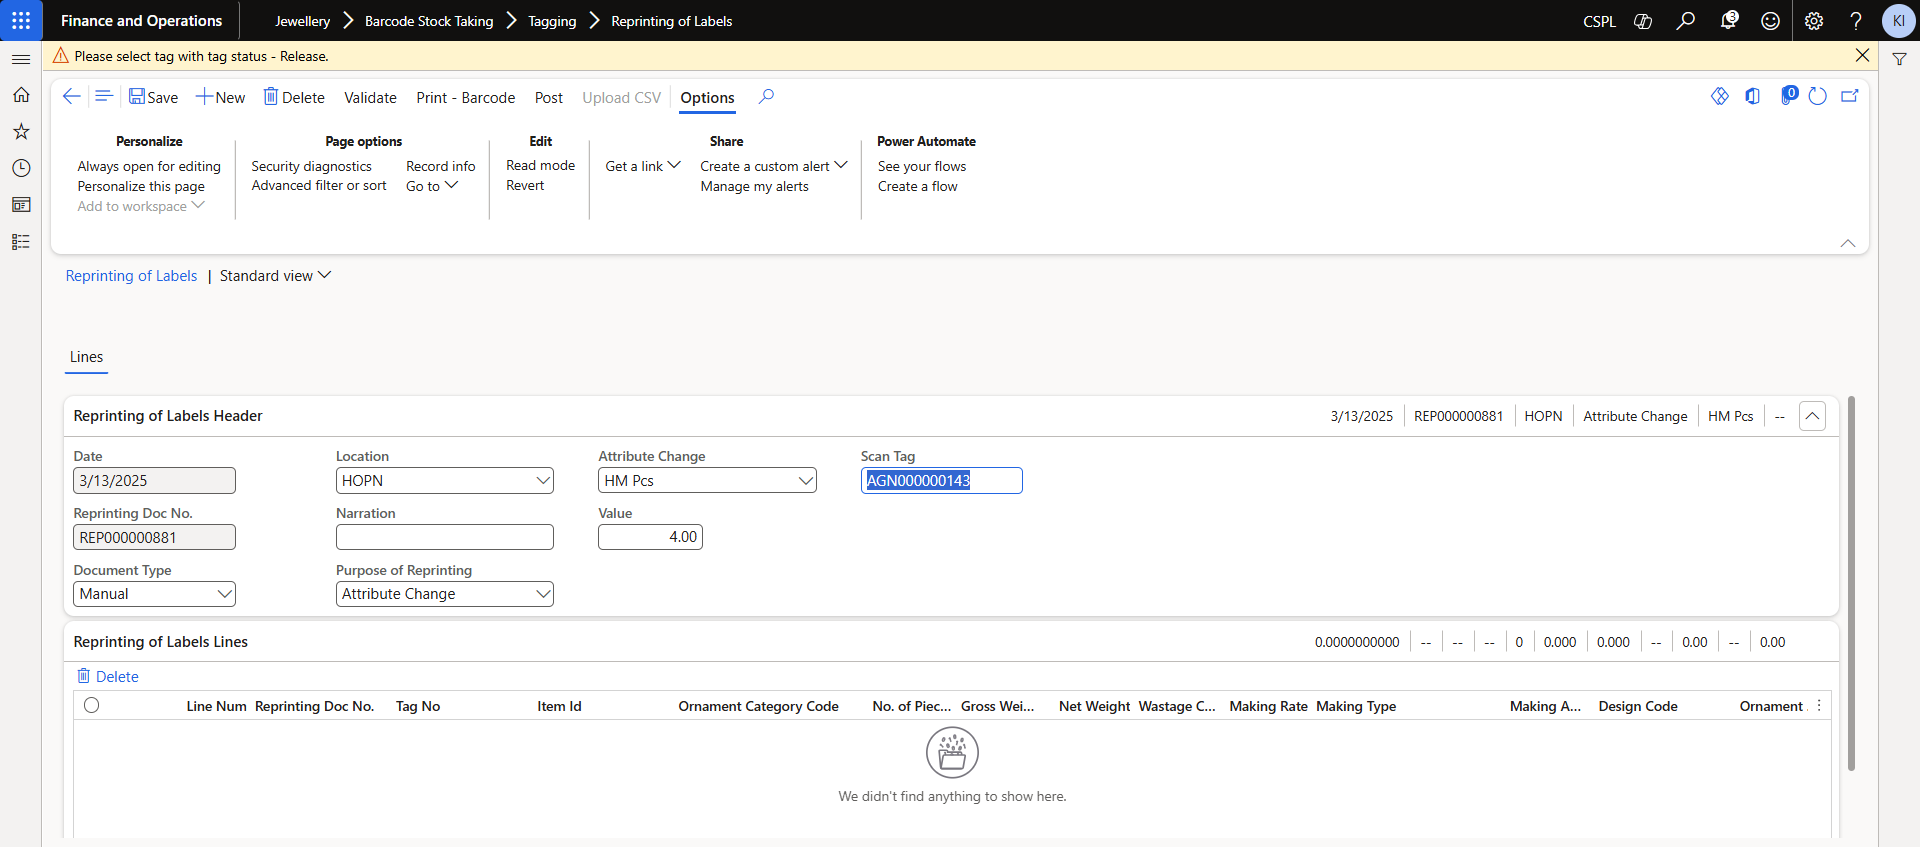 Finance and Operations
Jewellery > Barcode Stock Taking > Tagging > Reprinting of Labels
CSPL
3
KI
Please select tag with tag status - Release.
Save
New
Delete
Validate
Print - Barcode
Post
Upload CSV
Options
0
Personalize
Always open for editing
Personalize this page
Add to workspace
Page options
Security diagnostics
Advanced filter or sort
Record info
Go to
Edit
Read mode
Revert
Share
Get a link
Create a custom alert
Manage my alerts
Power Automate
See your flows
Create a flow
Reprinting of Labels | Standard view
Lines
Reprinting of Labels Header
3/13/2025 | REP000000881 | HOPN | Attribute Change | HM Pcs | --
Date
3/13/2025
Reprinting Doc No.
REP000000881
Document Type
Manual
Location
HOPN
Narration
Purpose of Reprinting
Attribute Change
Attribute Change
HM Pcs
Value
4.00
Scan Tag
AGN000000143
Reprinting of Labels Lines
0.0000000000 | -- | -- | -- | 0 | 0.000 | 0.000 | -- | 0.00 | -- | 0.00
Delete
Line Num Reprinting Doc No. Tag No Item Id Ornament Category Code No. of Piec... Gross Wei... Net Weight Wastage C... Making Rate Making Type Making A... Design Code Ornament
We didn't find anything to show here.